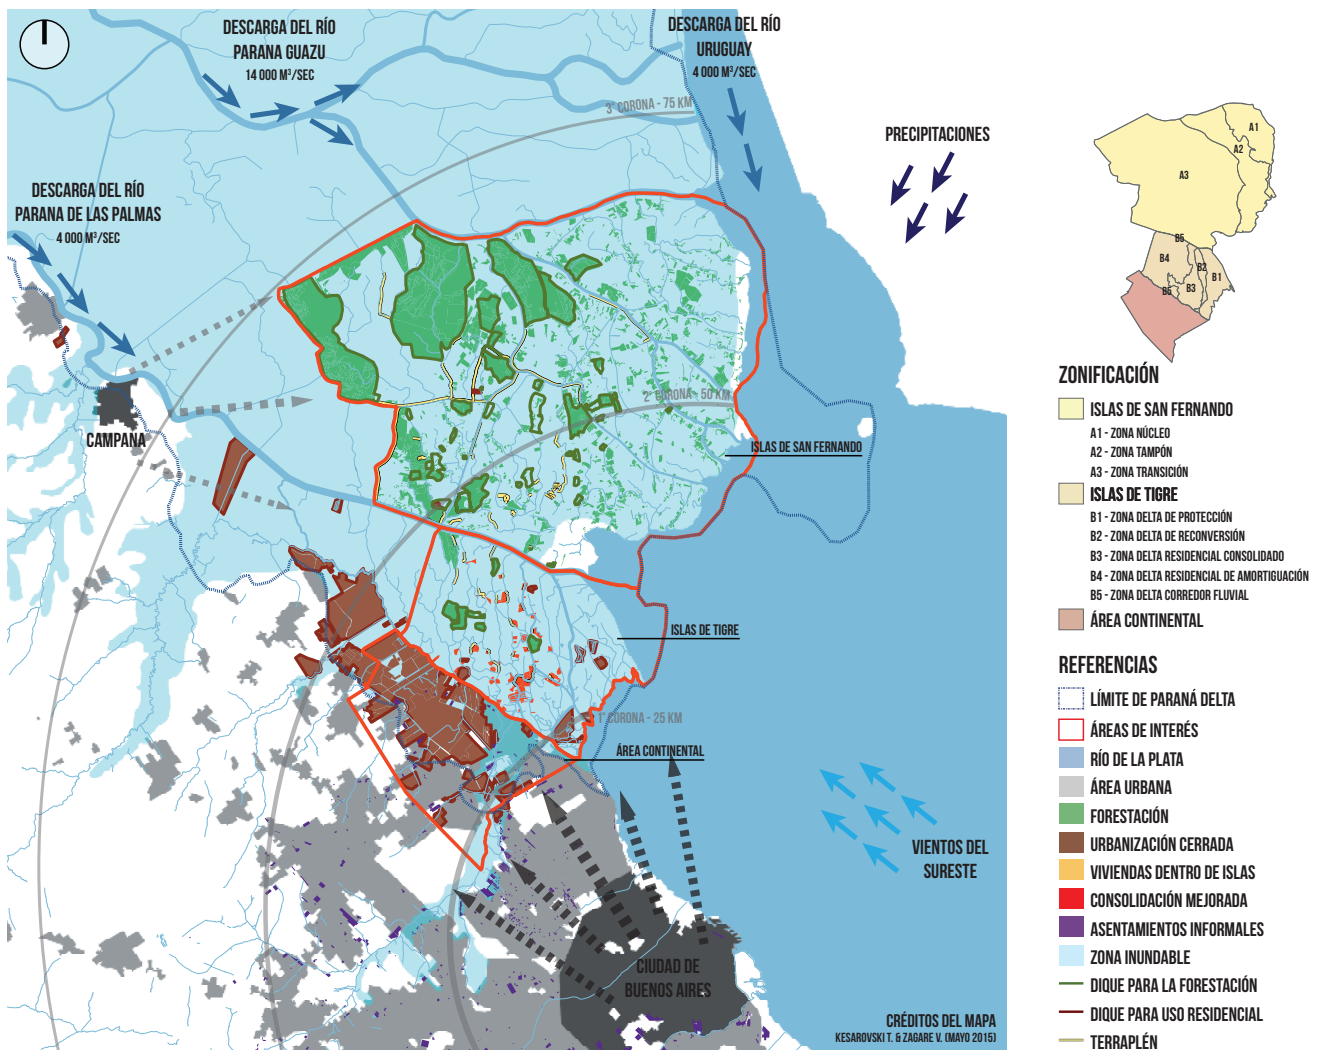 DESCARGA DEL RÍO
PARANA GUAZU
14 000 M³/SEC
DESCARGA DEL RÍO
URUGUAY
4 000 M³/SEC
3° CORONA - 75 KM
PRECIPITACIONES
DESCARGA DEL RÍO
PARANA DE LAS PALMAS
4 000 M³/SEC
CAMPANA
2° CORONA - 50 KM
ISLAS DE SAN FERNANDO
ISLAS DE TIGRE
1° CORONA - 25 KM
ÁREA CONTINENTAL
VIENTOS DEL
SURESTE
CIUDAD DE
BUENOS AIRES
CRÉDITOS DEL MAPA
KESAROVSKI T. & ZAGARE V. (MAYO 2015)
A1
A2
A3
B5
B4
B2
B1
B3
B5
ZONIFICACIÓN
ISLAS DE SAN FERNANDO
A1 - ZONA NÚCLEO
A2 - ZONA TAMPÓN
A3 - ZONA TRANSICIÓN
ISLAS DE TIGRE
B1 - ZONA DELTA DE PROTECCIÓN
B2 - ZONA DELTA DE RECONVERSIÓN
B3 - ZONA DELTA RESIDENCIAL CONSOLIDADO
B4 - ZONA DELTA RESIDENCIAL DE AMORTIGUACIÓN
B5 - ZONA DELTA CORREDOR FLUVIAL
ÁREA CONTINENTAL
REFERENCIAS
LÍMITE DE PARANÁ DELTA
ÁREAS DE INTERÉS
RÍO DE LA PLATA
ÁREA URBANA
FORESTACIÓN
URBANIZACIÓN CERRADA
VIVIENDAS DENTRO DE ISLAS
CONSOLIDACIÓN MEJORADA
ASENTAMIENTOS INFORMALES
ZONA INUNDABLE
DIQUE PARA LA FORESTACIÓN
DIQUE PARA USO RESIDENCIAL
TERRAPLÉN